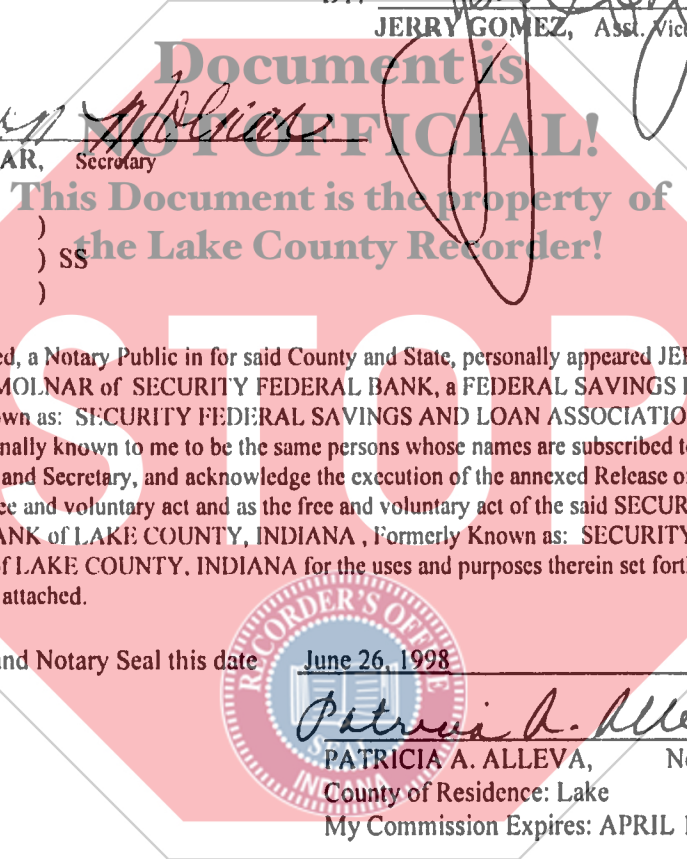 JERRY GOMEZ, Asst. Vic
Document is
Molnar
NOT OFFICIAL!
AR, Secretary
This Document is the property of
)
the Lake County Recorder!
) SS
)
STOP
ed, a Notary Public in for said County and State, personally appeared JE
MOLNAR of SECURITY FEDERAL BANK, a FEDERAL SAVINGS
own as: SECURITY FEDERAL SAVINGS AND LOAN ASSOCIATIO
nally known to me to be the same persons whose names are subscribed t
and Secretary, and acknowledge the execution of the annexed Release o
ee and voluntary act and as the free and voluntary act of the said SECUR
ANK of LAKE COUNTY, INDIANA , Formerly Known as: SECURITY
f LAKE COUNTY, INDIANA for the uses and purposes therein set fort
attached.
RECORDER'S OFFICE
and Notary Seal this date June 26, 1998
Patricia A. Alle
SEAL
PATRICIA A. ALLEVA, N
INDIANA
County of Residence: Lake
My Commission Expires: APRIL 1